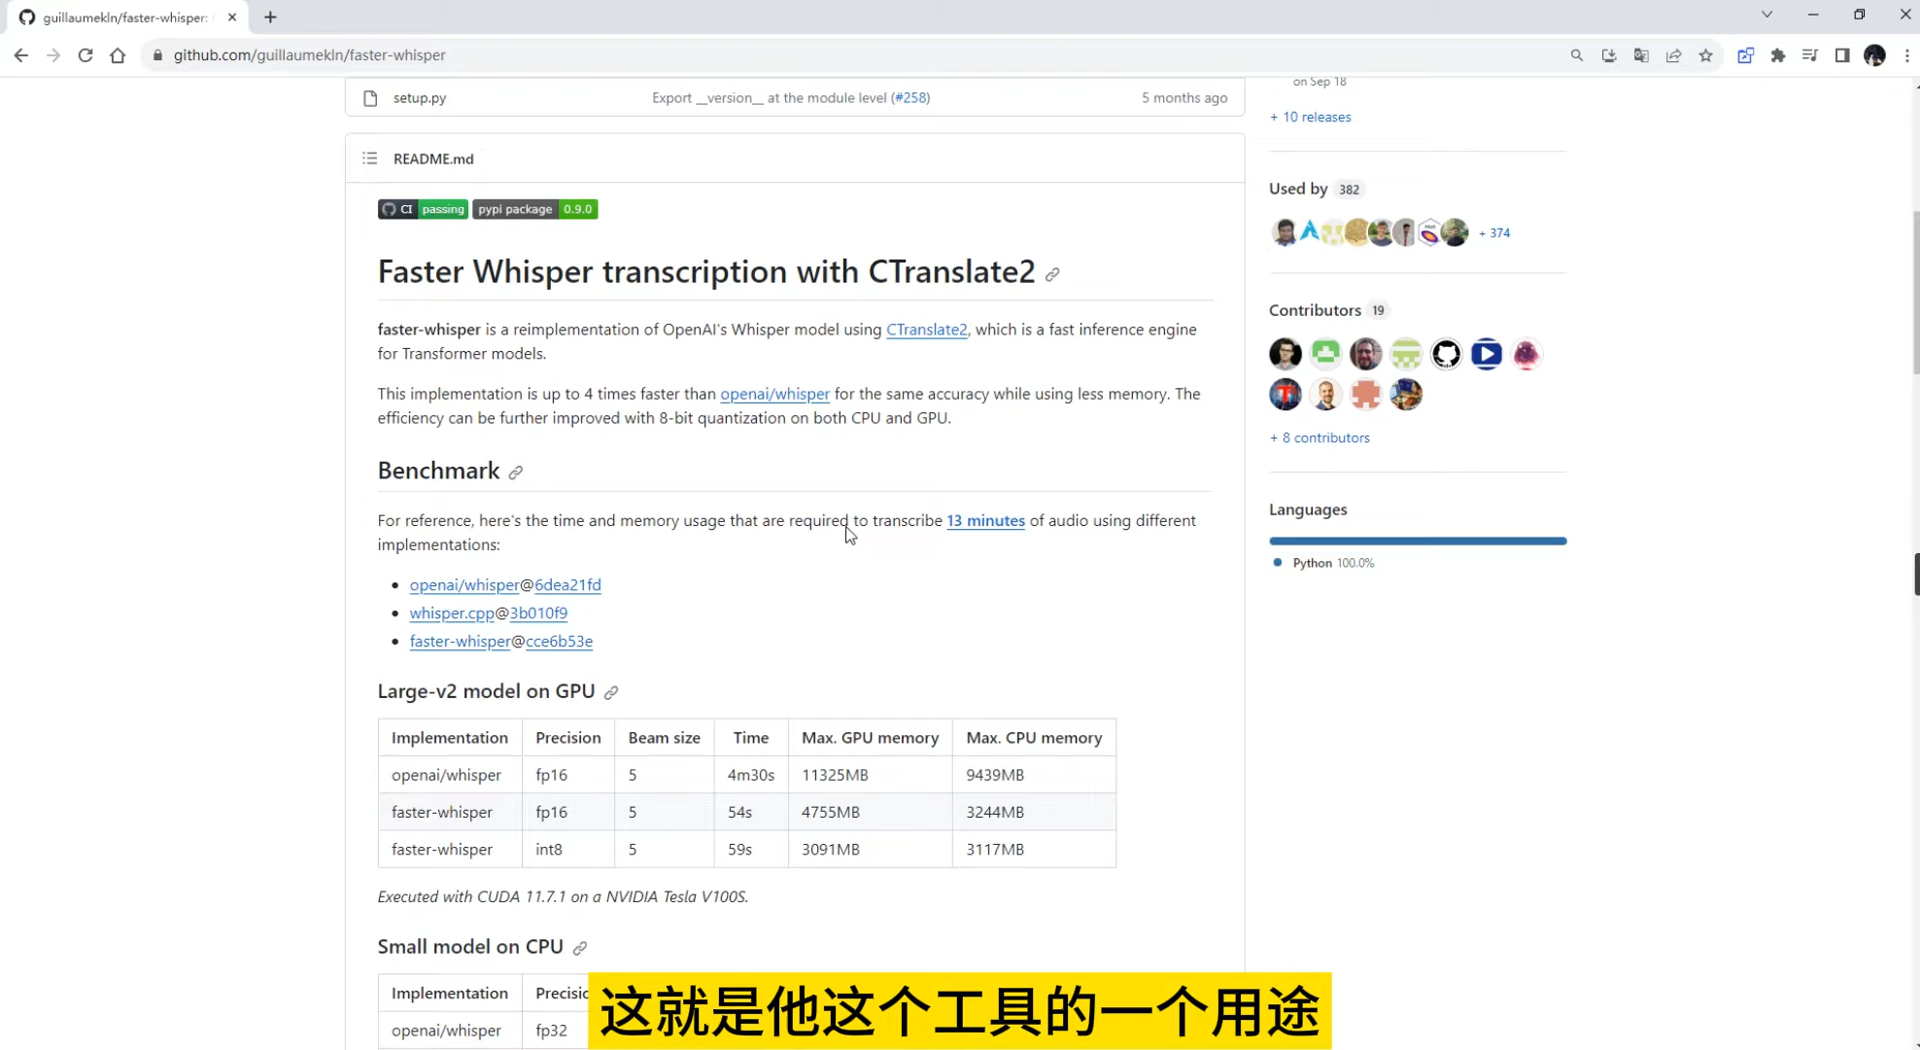 guillaumekln/faster-whisper:
github.com/guillaumekln/faster-whisper
setup.py
Export __version__ at the module level (#258)
5 months ago
README.md
CI passing
pypi package 0.9.0
Faster Whisper transcription with CTranslate2
faster-whisper is a reimplementation of OpenAI's Whisper model using CTranslate2, which is a fast inference engine
for Transformer models.
This implementation is up to 4 times faster than openai/whisper for the same accuracy while using less memory. The
efficiency can be further improved with 8-bit quantization on both CPU and GPU.
Benchmark
For reference, here's the time and memory usage that are required to transcribe 13 minutes of audio using different
implementations:
openai/whisper@6dea21fd
whisper.cpp@3b010f9
faster-whisper@cce6b53e
Large-v2 model on GPU
Implementation Precision Beam size Time Max. GPU memory Max. CPU memory
openai/whisper fp16 5 4m30s 11325MB 9439MB
faster-whisper fp16 5 54s 4755MB 3244MB
faster-whisper int8 5 59s 3091MB 3117MB
Executed with CUDA 11.7.1 on a NVIDIA Tesla V100S.
Small model on CPU
Implementation Precisio
openai/whisper fp32
on Sep 18
+ 10 releases
Used by 382
+ 374
Contributors 19
+ 8 contributors
Languages
Python 100.0%
这就是他这个工具的一个用途